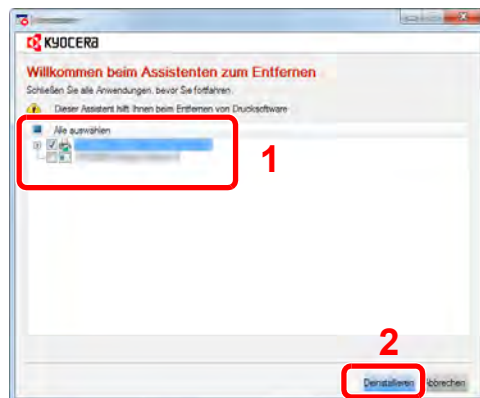 KYOCERA
Willkommen beim Assistenten zum Entfernen
Schließen Sie alle Anwendungen, bevor Sie fortfahren.
Dieser Assistent hilft Ihnen beim Entfernen von Drucksoftware
Alle auswählen
1
2
Deinstallieren Abbrechen